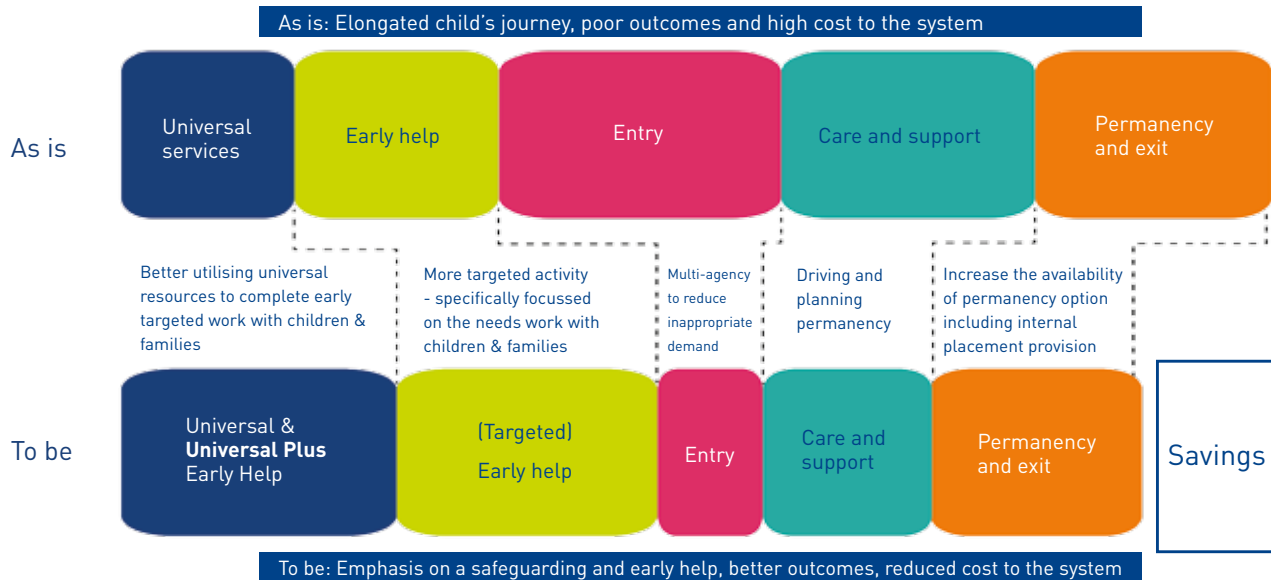 As is: Elongated child's journey, poor outcomes and high cost to the system
As is
Universal
services
Early help
Entry
Care and support
Permanency
and exit
Better utilising universal
resources to complete early
targeted work with children &
families
More targeted activity
- specifically focussed
on the needs work with
children & families
Multi-agency
to reduce
inappropriate
demand
Driving and
planning
permanency
Increase the availability
of permanency option
including internal
placement provision
To be
Universal &
Universal Plus
Early Help
(Targeted)
Early help
Entry
Care and
support
Permanency
and exit
Savings
To be: Emphasis on a safeguarding and early help, better outcomes, reduced cost to the system